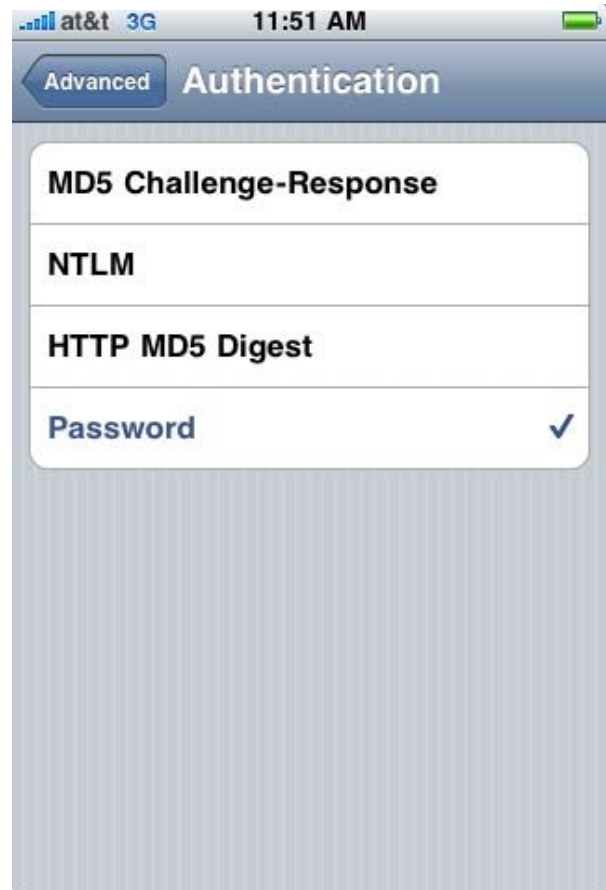 at&t 3G 11:51 AM
Advanced Authentication
MD5 Challenge-Response
NTLM
HTTP MD5 Digest
Password